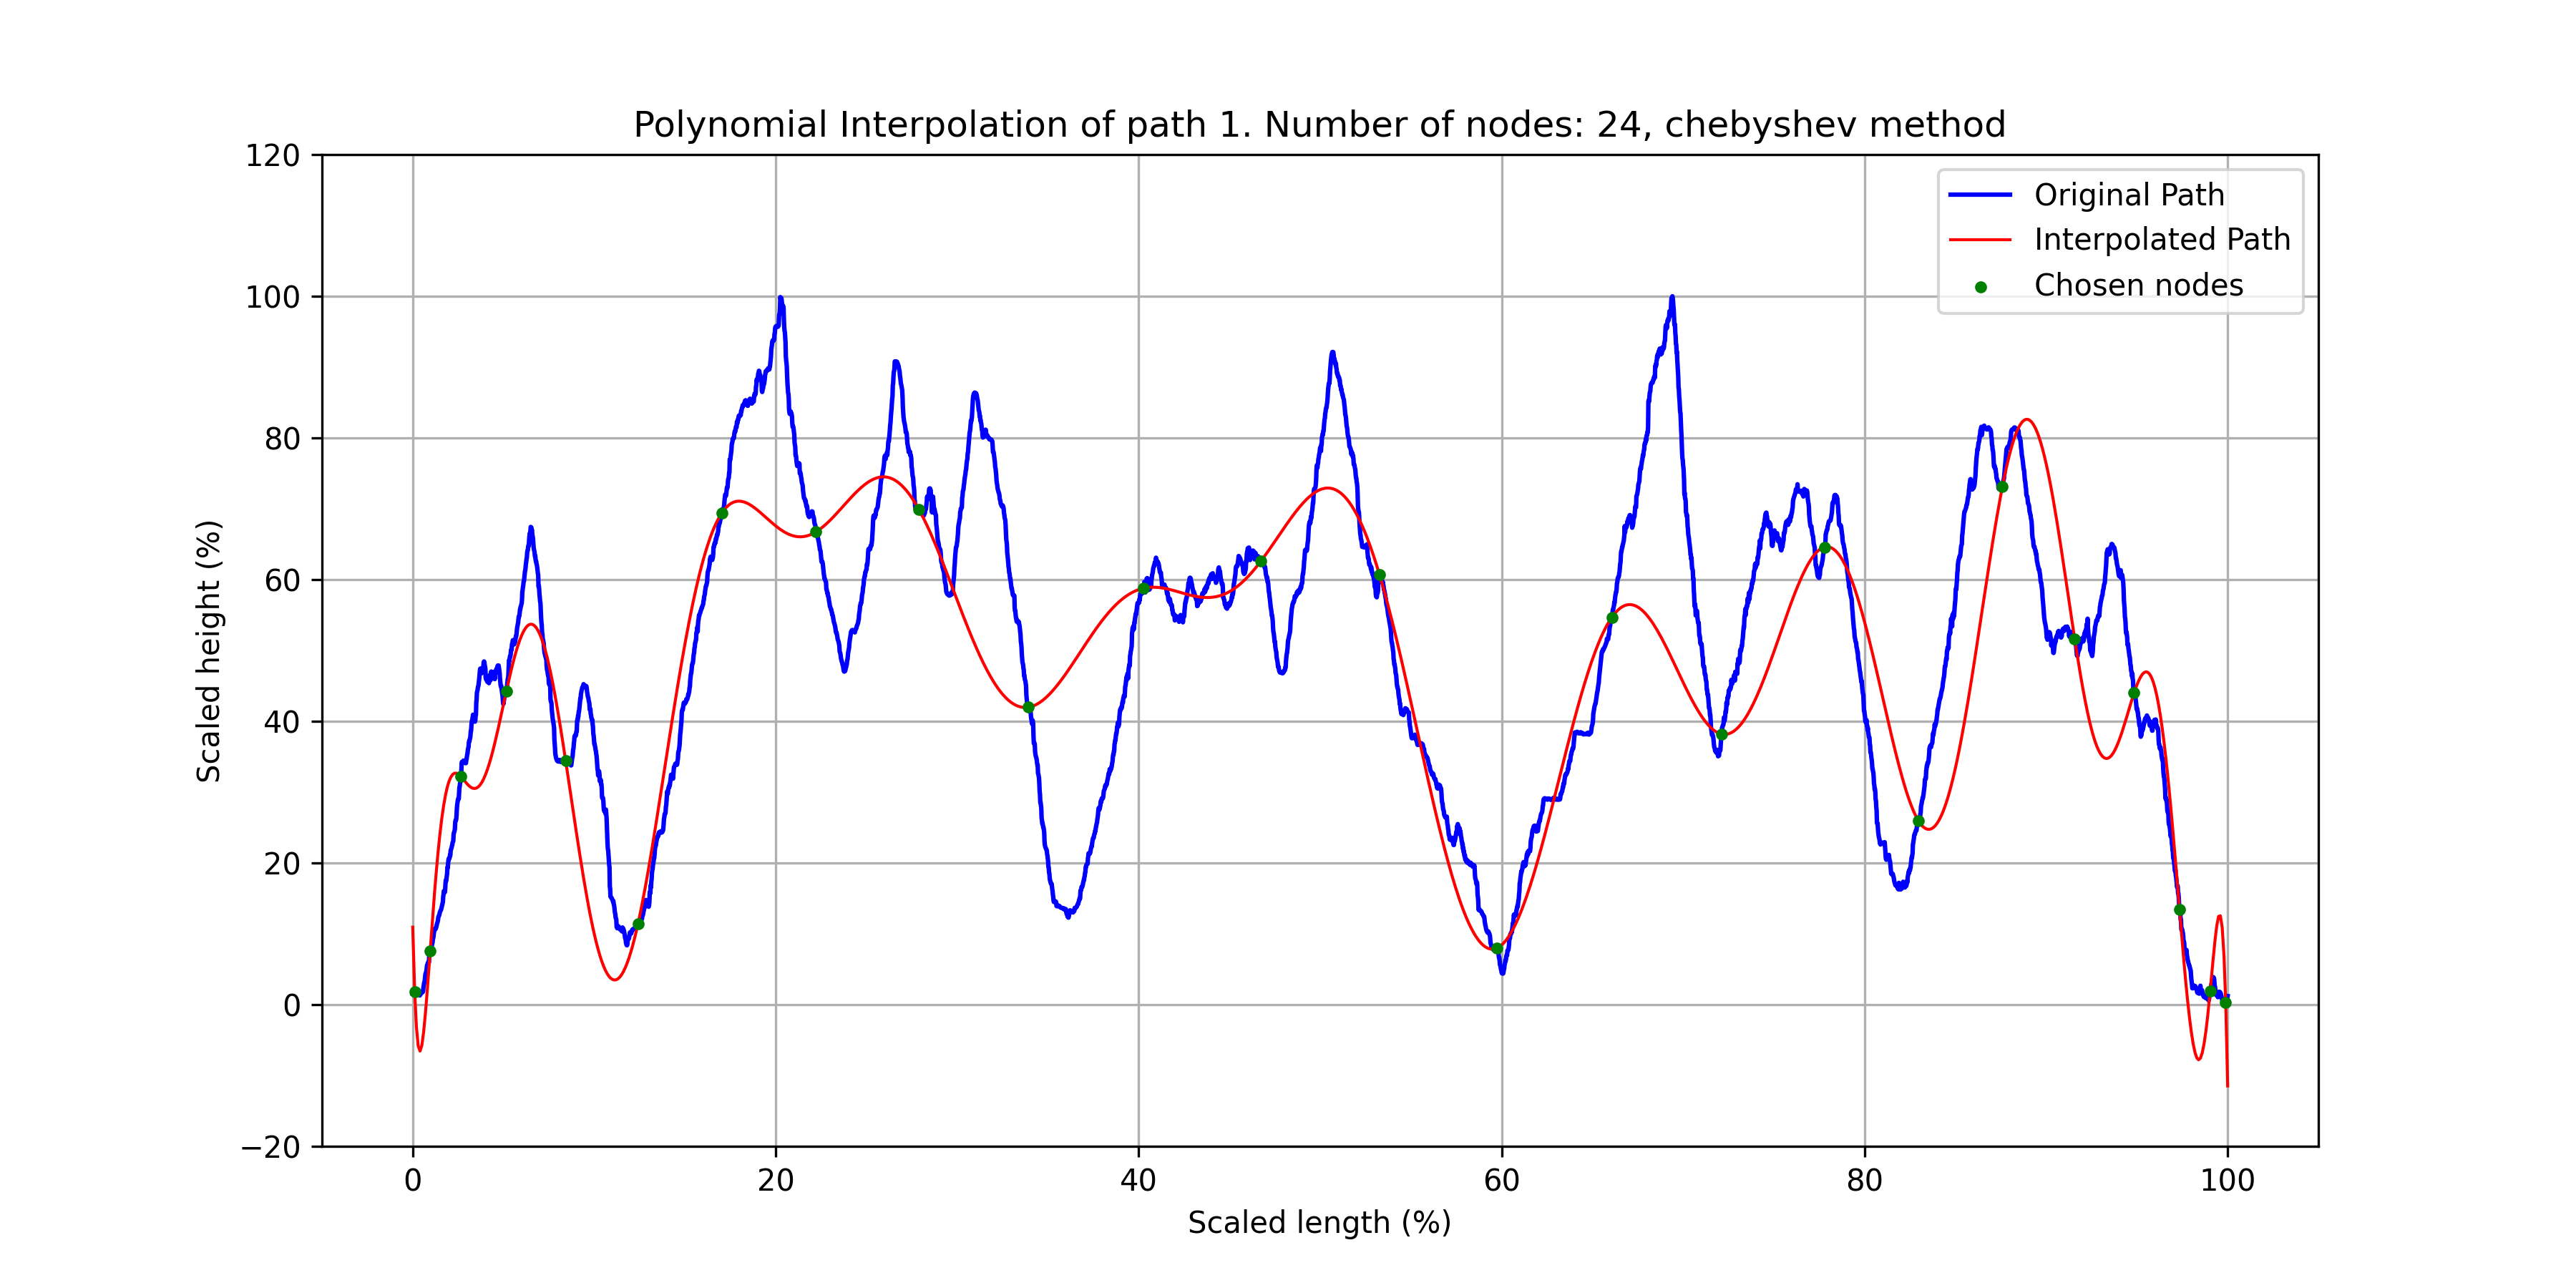 Polynomial Interpolation of path 1. Number of nodes: 24, chebyshev method
120
100
80
60
40
20
0
−20
Scaled height (%)
Original Path
Interpolated Path
Chosen nodes
0 20 40 60 80 100
Scaled length (%)